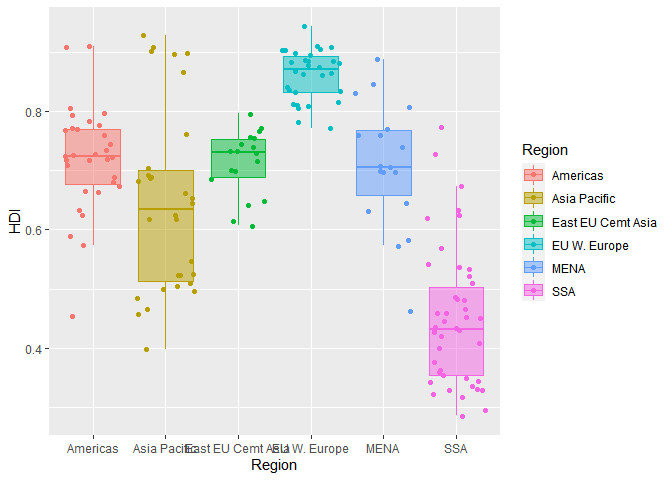 HDI
0.8
0.6
0.4
Americas
Asia Pacific
East EU Cemt Asia
EU W. Europe
MENA
SSA
Region
Region
Americas
Asia Pacific
East EU Cemt Asia
EU W. Europe
MENA
SSA